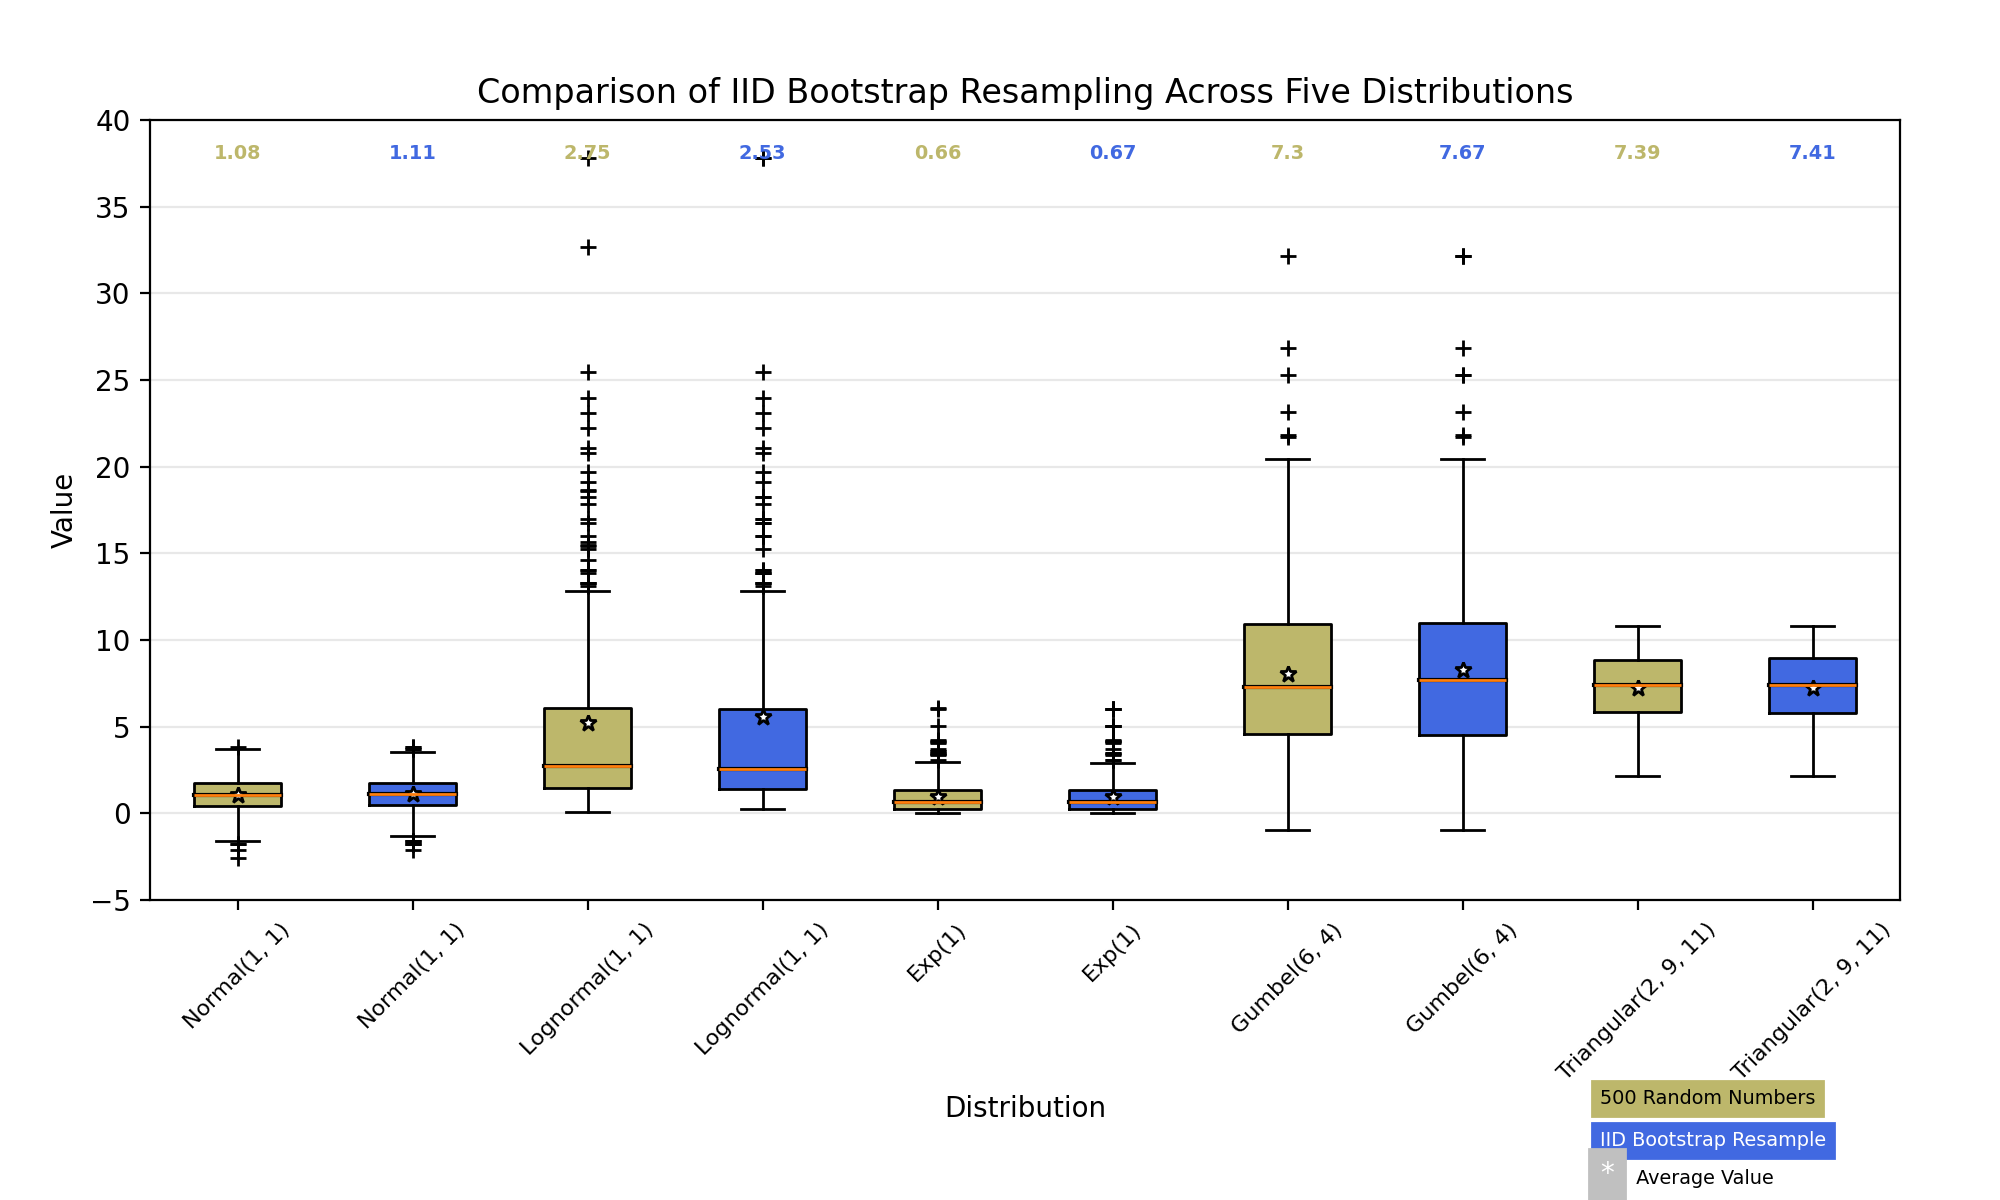 Comparison of IID Bootstrap Resampling Across Five Distributions
40
1.08 1.11 2.75 2.53 0.66 0.67 7.3 7.67 7.39 7.41
35
30
25
20
15
10
5
0
−5
Value
Normal(1, 1) Normal(1, 1) Lognormal(1, 1) Lognormal(1, 1) Exp(1) Exp(1) Gumbel(6, 4) Gumbel(6, 4) Triangular(2, 9, 11) Triangular(2, 9, 11)
Distribution
500 Random Numbers
IID Bootstrap Resample
* Average Value